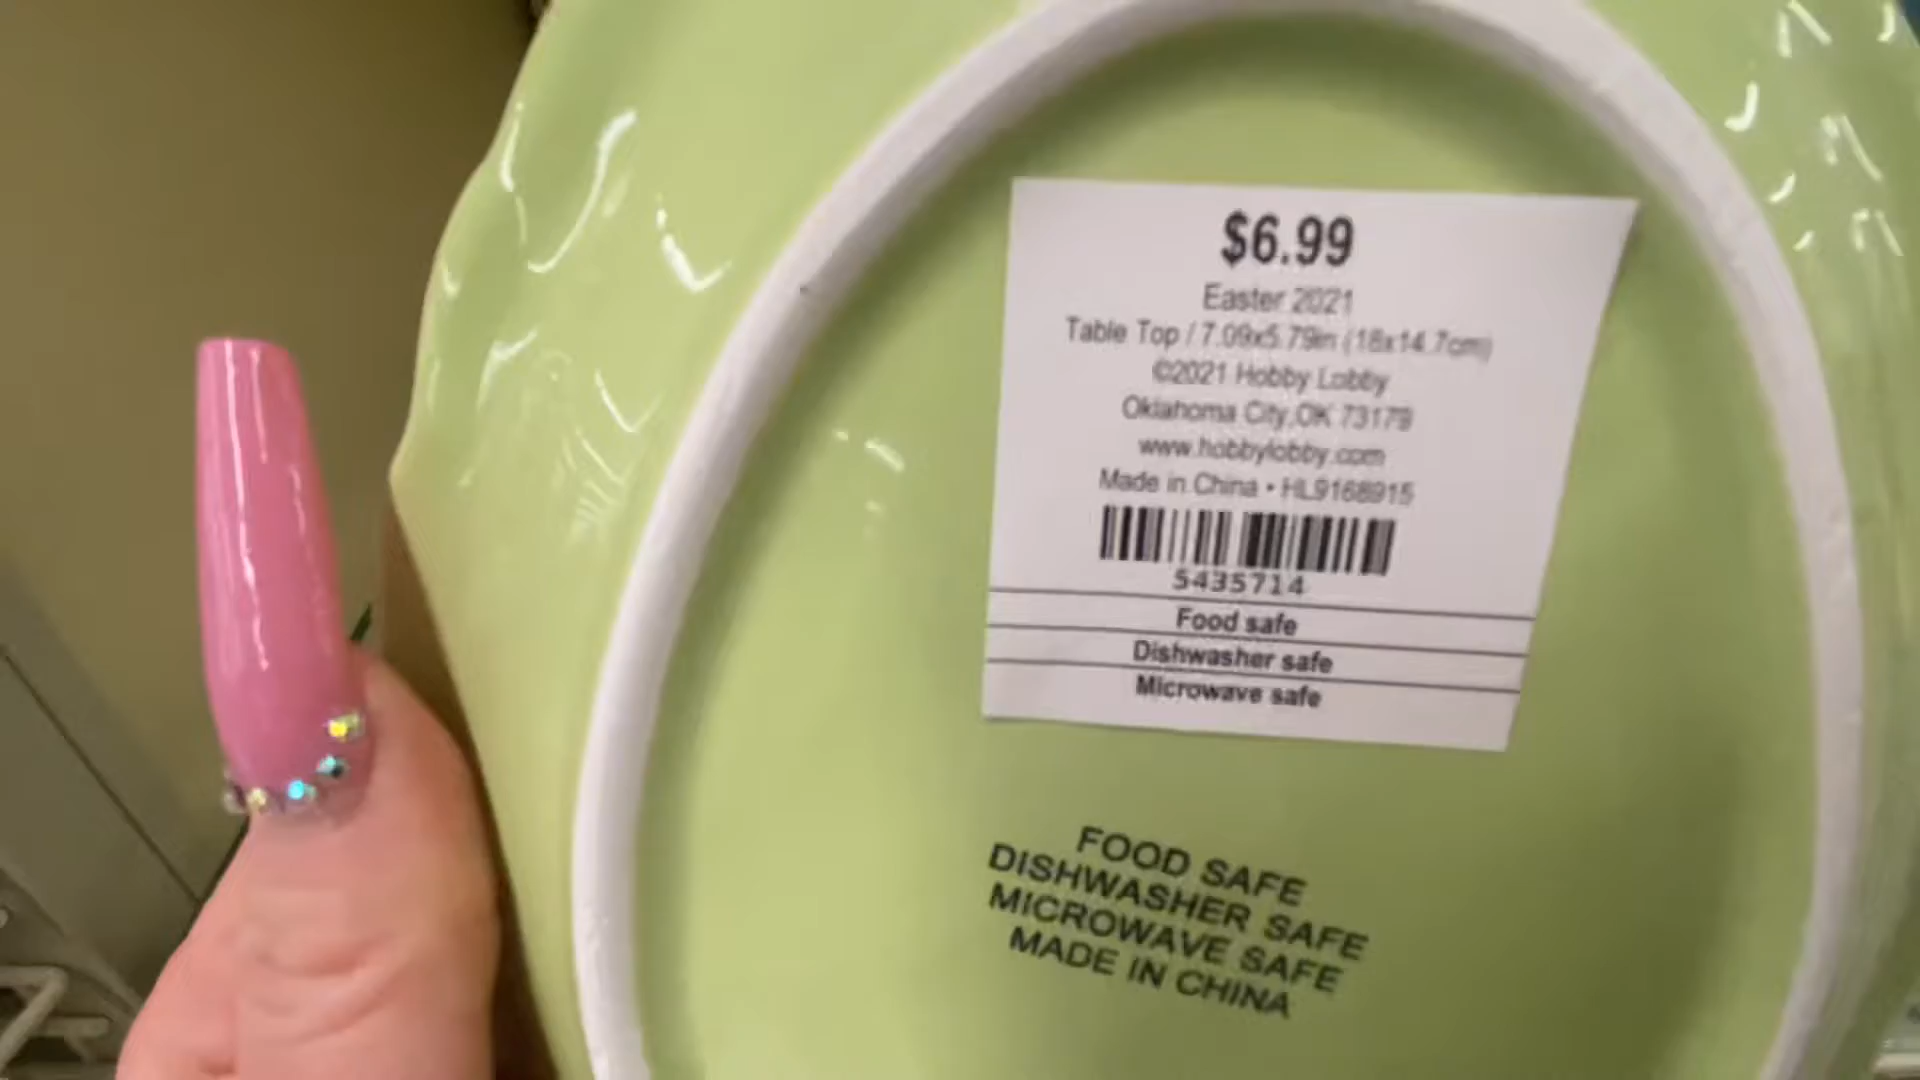 $6.99
Easter 2021
Table Top / 7.09x5.79in (18x14.7cm)
©2021 Hobby Lobby
Oklahoma City,OK 73179
www.hobbylobby.com
Made in China • HL9168915
5435714
Food safe
Dishwasher safe
Microwave safe
FOOD SAFE
DISHWASHER SAFE
MICROWAVE SAFE
MADE IN CHINA